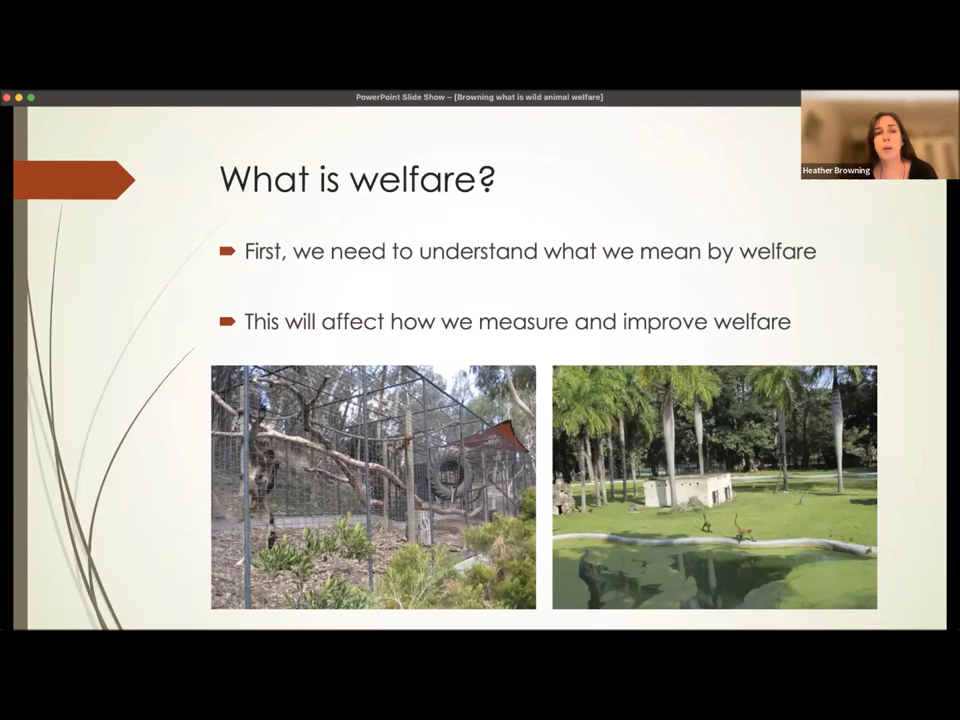 PowerPoint Slide Show – [Browning what is wild animal welfare]
Heather Browning
What is welfare?
First, we need to understand what we mean by welfare
This will affect how we measure and improve welfare